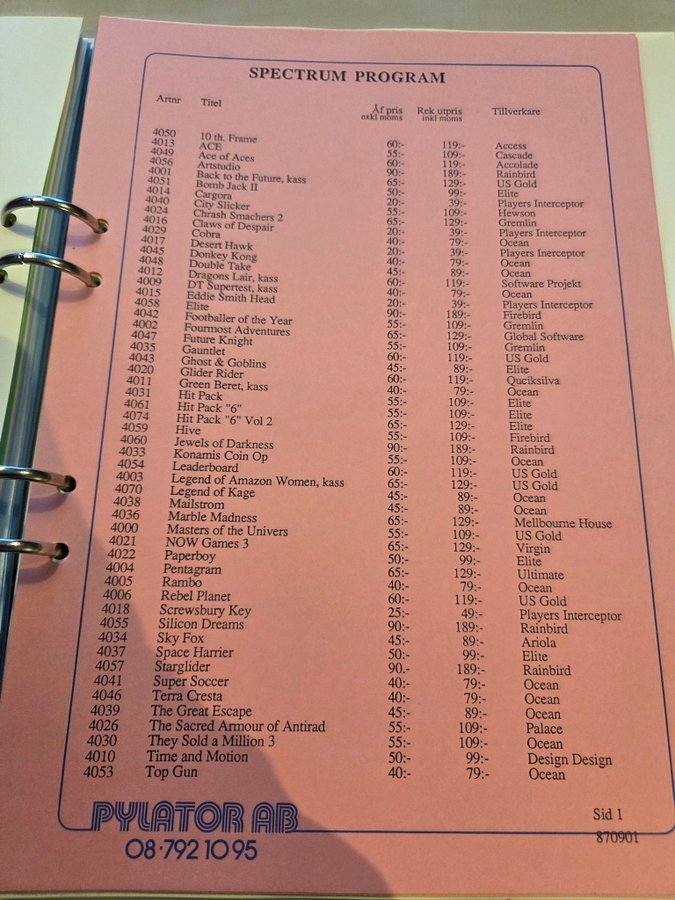 SPECTRUM PROGRAM
Artnr Titel Åf pris Rek utpris Tillverkare
exkl moms inkl moms
4050 10 th. Frame 60:- 119:- Access
4013 ACE 55:- 109:- Cascade
4049 Ace of Aces 60:- 119:- Accolade
4056 Artstudio 90:- 189:- Rainbird
4001 Back to the Future, kass 65:- 129:- US Gold
4051 Bomb Jack II 50:- 99:- Elite
4014 Cargora 20:- 39:- Players Interceptor
4040 City Slicker 55:- 109:- Hewson
4024 Chrash Smachers 2 65:- 129:- Gremlin
4016 Claws of Despair 20:- 39:- Players Interceptor
4029 Cobra 40:- 79:- Ocean
4017 Desert Hawk 20:- 39:- Players Inerceptor
4045 Donkey Kong 40:- 79:- Ocean
4048 Double Take 45:- 89:- Ocean
4012 Dragons Lair, kass 60:- 119:- Software Projekt
4009 DT Supertest, kass 40:- 79:- Ocean
4015 Eddie Smith Head 20:- 39:- Players Interceptor
4058 Elite 90:- 189:- Firebird
4042 Footballer of the Year 55:- 109:- Gremlin
4002 Fourmost Adventures 65:- 129:- Global Software
4047 Future Knight 55:- 109:- Gremlin
4035 Gauntlet 60:- 119:- US Gold
4043 Ghost & Goblins 45:- 89:- Elite
4020 Glider Rider 60:- 119:- Quciksilva
4011 Green Beret, kass 40:- 79:- Ocean
4031 Hit Pack 55:- 109:- Elite
4061 Hit Pack "6" 55:- 109:- Elite
4074 Hit Pack "6" Vol 2 65:- 129:- Elite
4059 Hive 55:- 109:- Firebird
4060 Jewels of Darkness 90:- 189:- Rainbird
4033 Konamis Coin Op 55:- 109:- Ocean
4054 Leaderboard 60:- 119:- US Gold
4003 Legend of Amazon Women, kass 65:- 129:- US Gold
4070 Legend of Kage 45:- 89:- Ocean
4038 Mailstrom 45:- 89:- Ocean
4036 Marble Madness 65:- 129:- Mellbourne House
4000 Masters of the Univers 55:- 109:- US Gold
4021 NOW Games 3 65:- 129:- Virgin
4022 Paperboy 50:- 99:- Elite
4004 Pentagram 65:- 129:- Ultimate
4005 Rambo 40:- 79:- Ocean
4006 Rebel Planet 60:- 119:- US Gold
4018 Screwsbury Key 25:- 49:- Players Interceptor
4055 Silicon Dreams 90:- 189:- Rainbird
4034 Sky Fox 45:- 89:- Ariola
4037 Space Harrier 50:- 99:- Elite
4057 Starglider 90.- 189:- Rainbird
4041 Super Soccer 40:- 79:- Ocean
4046 Terra Cresta 40:- 79:- Ocean
4039 The Great Escape 45:- 89:- Ocean
4026 The Sacred Armour of Antirad 55:- 109:- Palace
4030 They Sold a Million 3 55:- 109:- Ocean
4010 Time and Motion 50:- 99:- Design Design
4053 Top Gun 40:- 79:- Ocean
PYLATOR AB Sid 1
08·792 10 95 870901